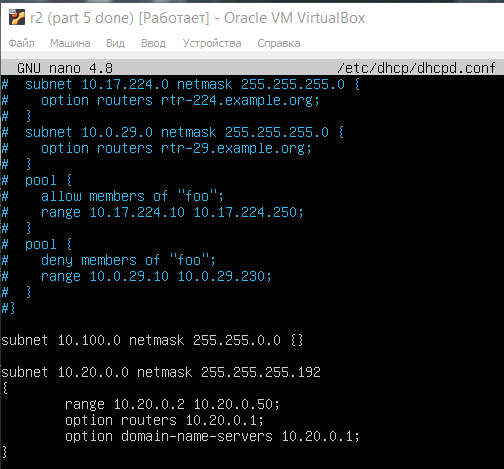 r2 (part 5 done) [Работает] - Oracle VM VirtualBox
Файл Машина Вид Ввод Устройства Справка
GNU nano 4.8 /etc/dhcp/dhcpd.conf
#  subnet 10.17.224.0 netmask 255.255.255.0 {
#    option routers rtr-224.example.org;
#  }
#  subnet 10.0.29.0 netmask 255.255.255.0 {
#    option routers rtr-29.example.org;
#  }
#  pool {
#    allow members of "foo";
#    range 10.17.224.10 10.17.224.250;
#  }
#  pool {
#    deny members of "foo";
#    range 10.0.29.10 10.0.29.230;
#  }
#}
subnet 10.100.0 netmask 255.255.0.0 {}
subnet 10.20.0.0 netmask 255.255.255.192
{
range 10.20.0.2 10.20.0.50;
option routers 10.20.0.1;
option domain-name-servers 10.20.0.1;
}